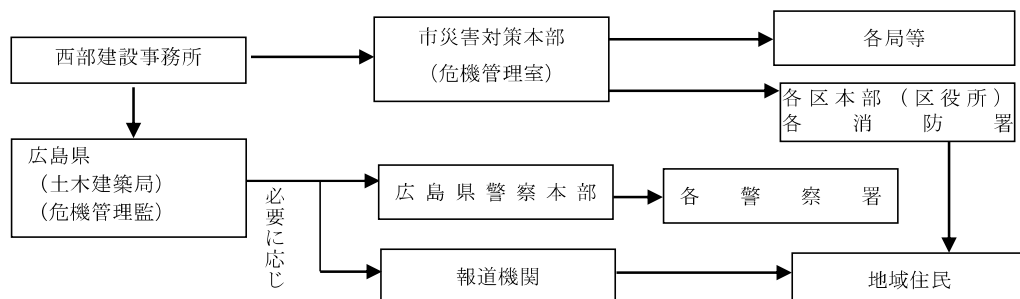 西部建設事務所
市災害対策本部
（危機管理室）
各局等
各区本部（区役所）
各消防署
広島県
（土木建築局）
（危機管理監）
必要に応じ
広島県警察本部
各警察署
報道機関
地域住民